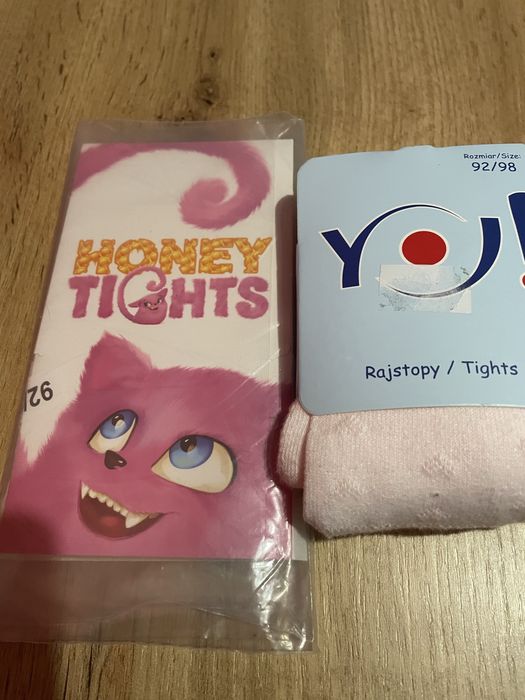 HONEY
TIGHTS
92
Rozmiar/Size:
92/98
YO!
Rajstopy / Tights